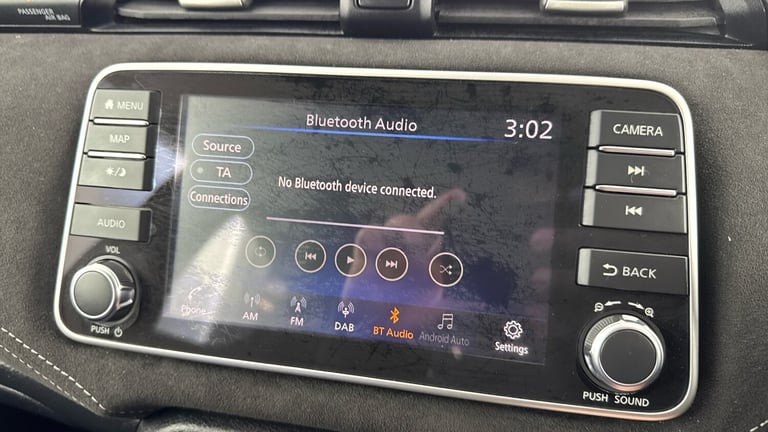 PASSENGER
AIR BAG
MENU
MAP
AUDIO
VOL
PUSH
Bluetooth Audio
3:02
Source
TA
Connections
No Bluetooth device connected.
Phone
AM
FM
DAB
BT Audio
Android Auto
Settings
CAMERA
BACK
PUSH SOUND